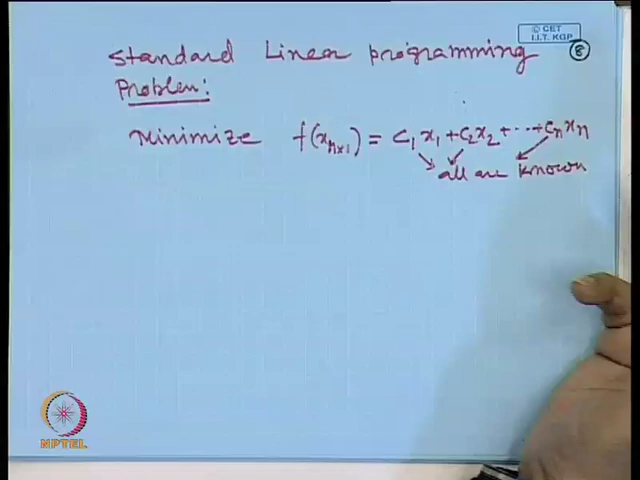 © CET
I.I.T. KGP
8
Standard Linear programming
Problem:
Minimize f(x_{n×1}) = c_1 x_1 + c_2 x_2 + ... + c_n x_n
all are known
NPTEL